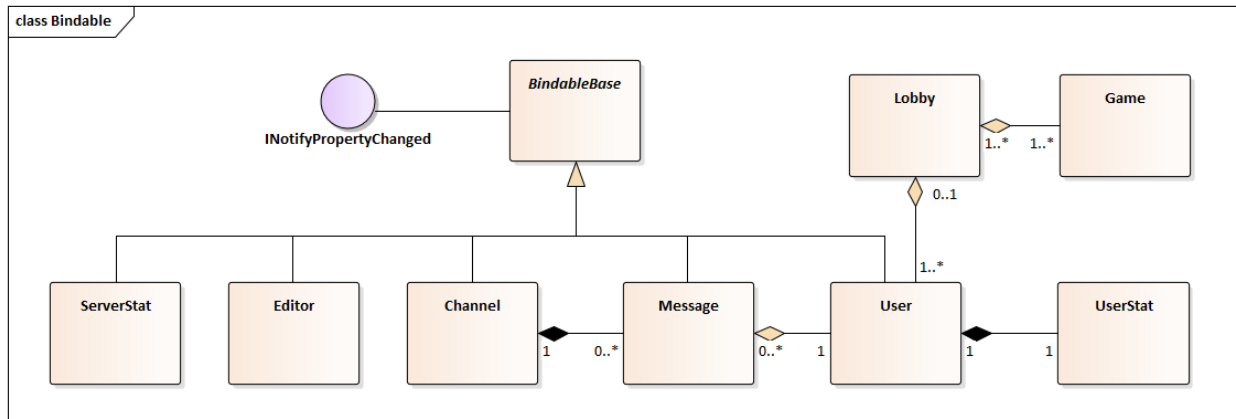 class Bindable
BindableBase
INotifyPropertyChanged
Lobby
Game
1..*
1..*
0..1
1..*
ServerStat
Editor
Channel
Message
User
UserStat
1
0..*
0..*
1
1
1